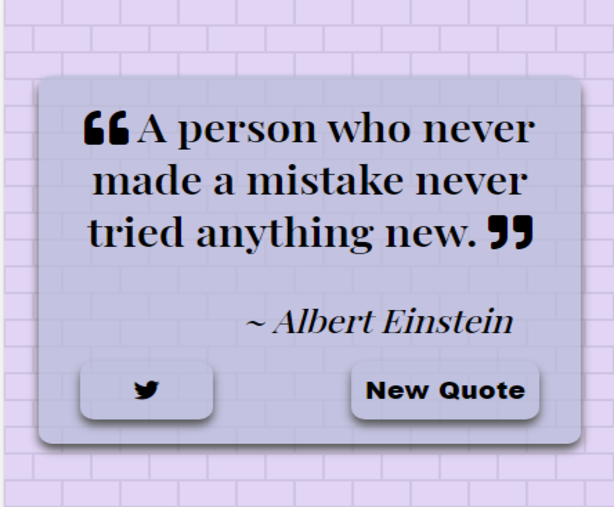 “ A person who never
made a mistake never
tried anything new. ”
~ Albert Einstein
New Quote